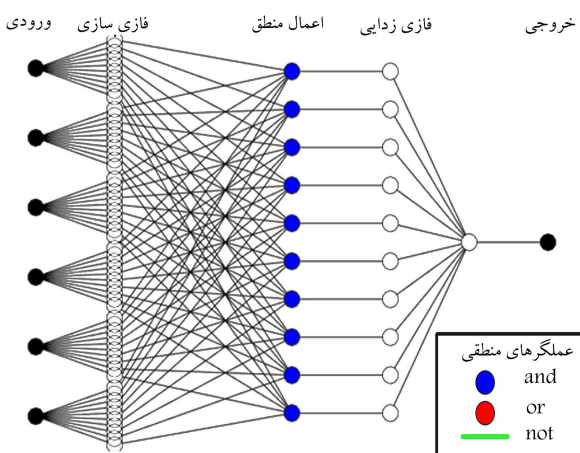 ورودی
فازی سازی
اعمال منطق
فازی زدایی
خروجی
عملگرهای منطقی
and
or
not